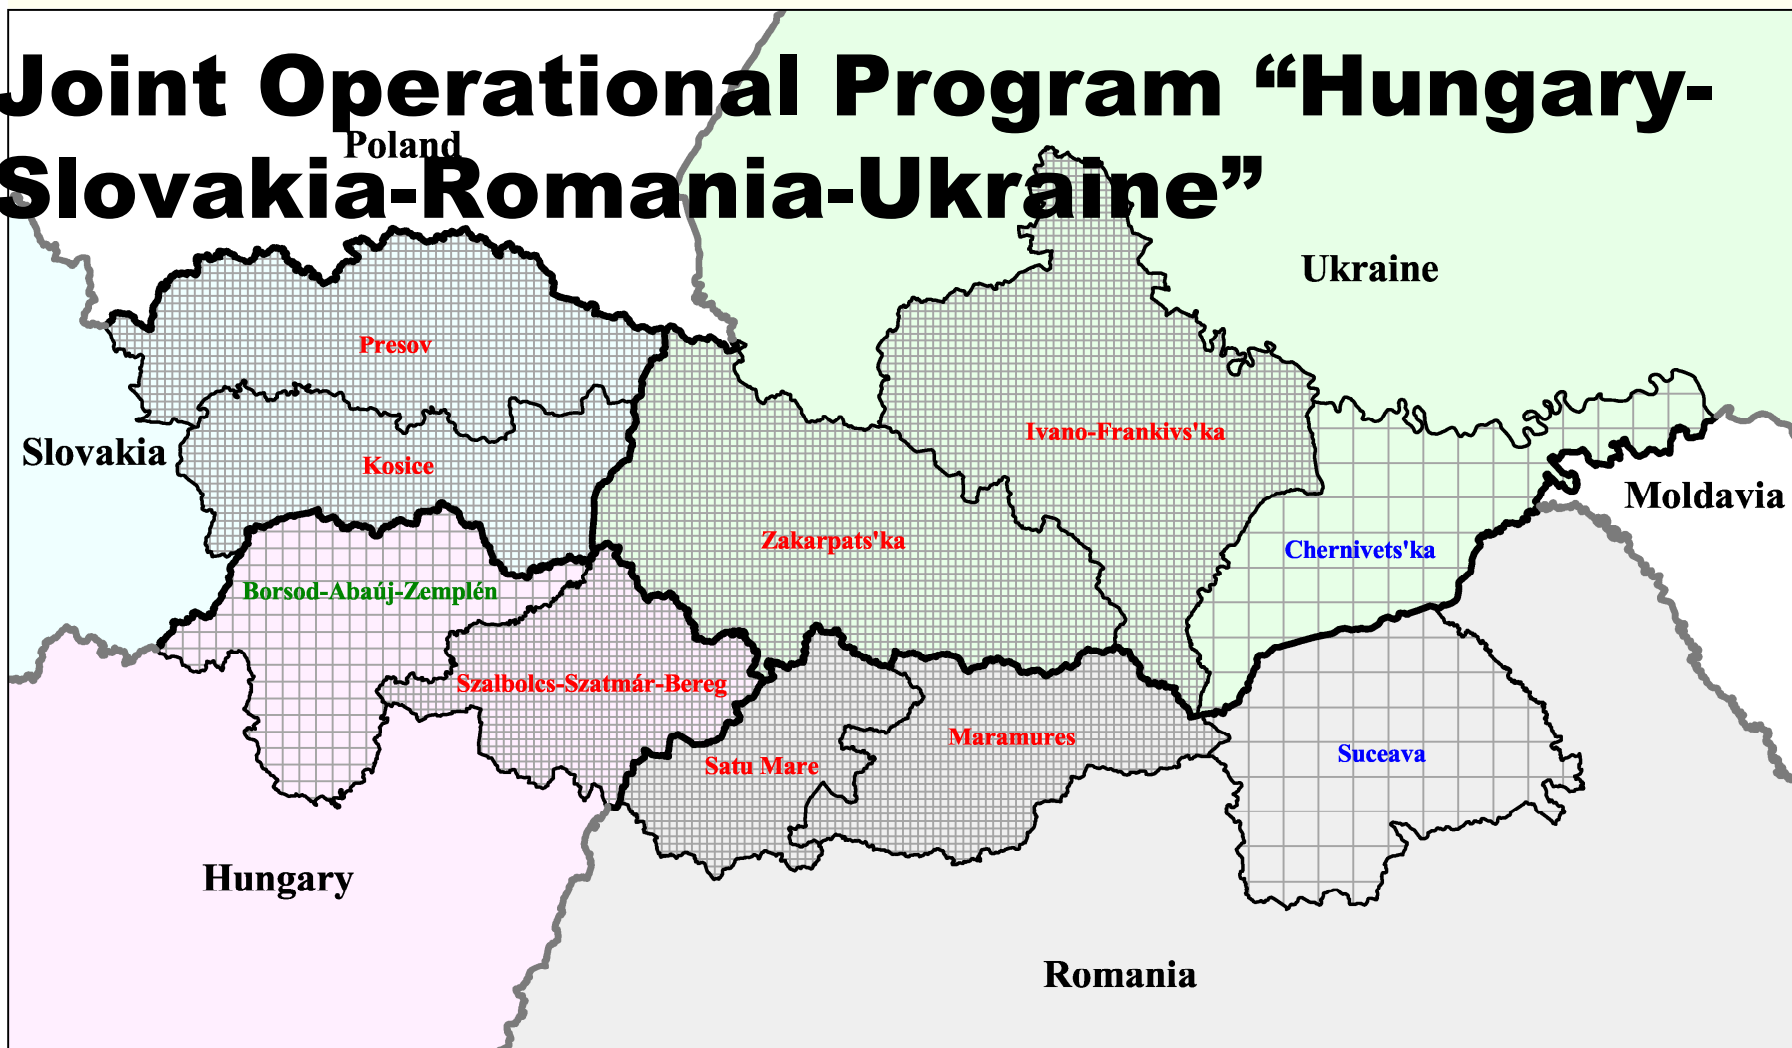 Joint Operational Program “Hungary-
Slovakia-Romania-Ukraine”
Poland
Ukraine
Presov
Ivano-Frankivs'ka
Slovakia
Kosice
Moldavia
Zakarpats'ka
Chernivets'ka
Borsod-Abaúj-Zemplén
Szalbolcs-Szatmár-Bereg
Maramures
Suceava
Satu Mare
Hungary
Romania